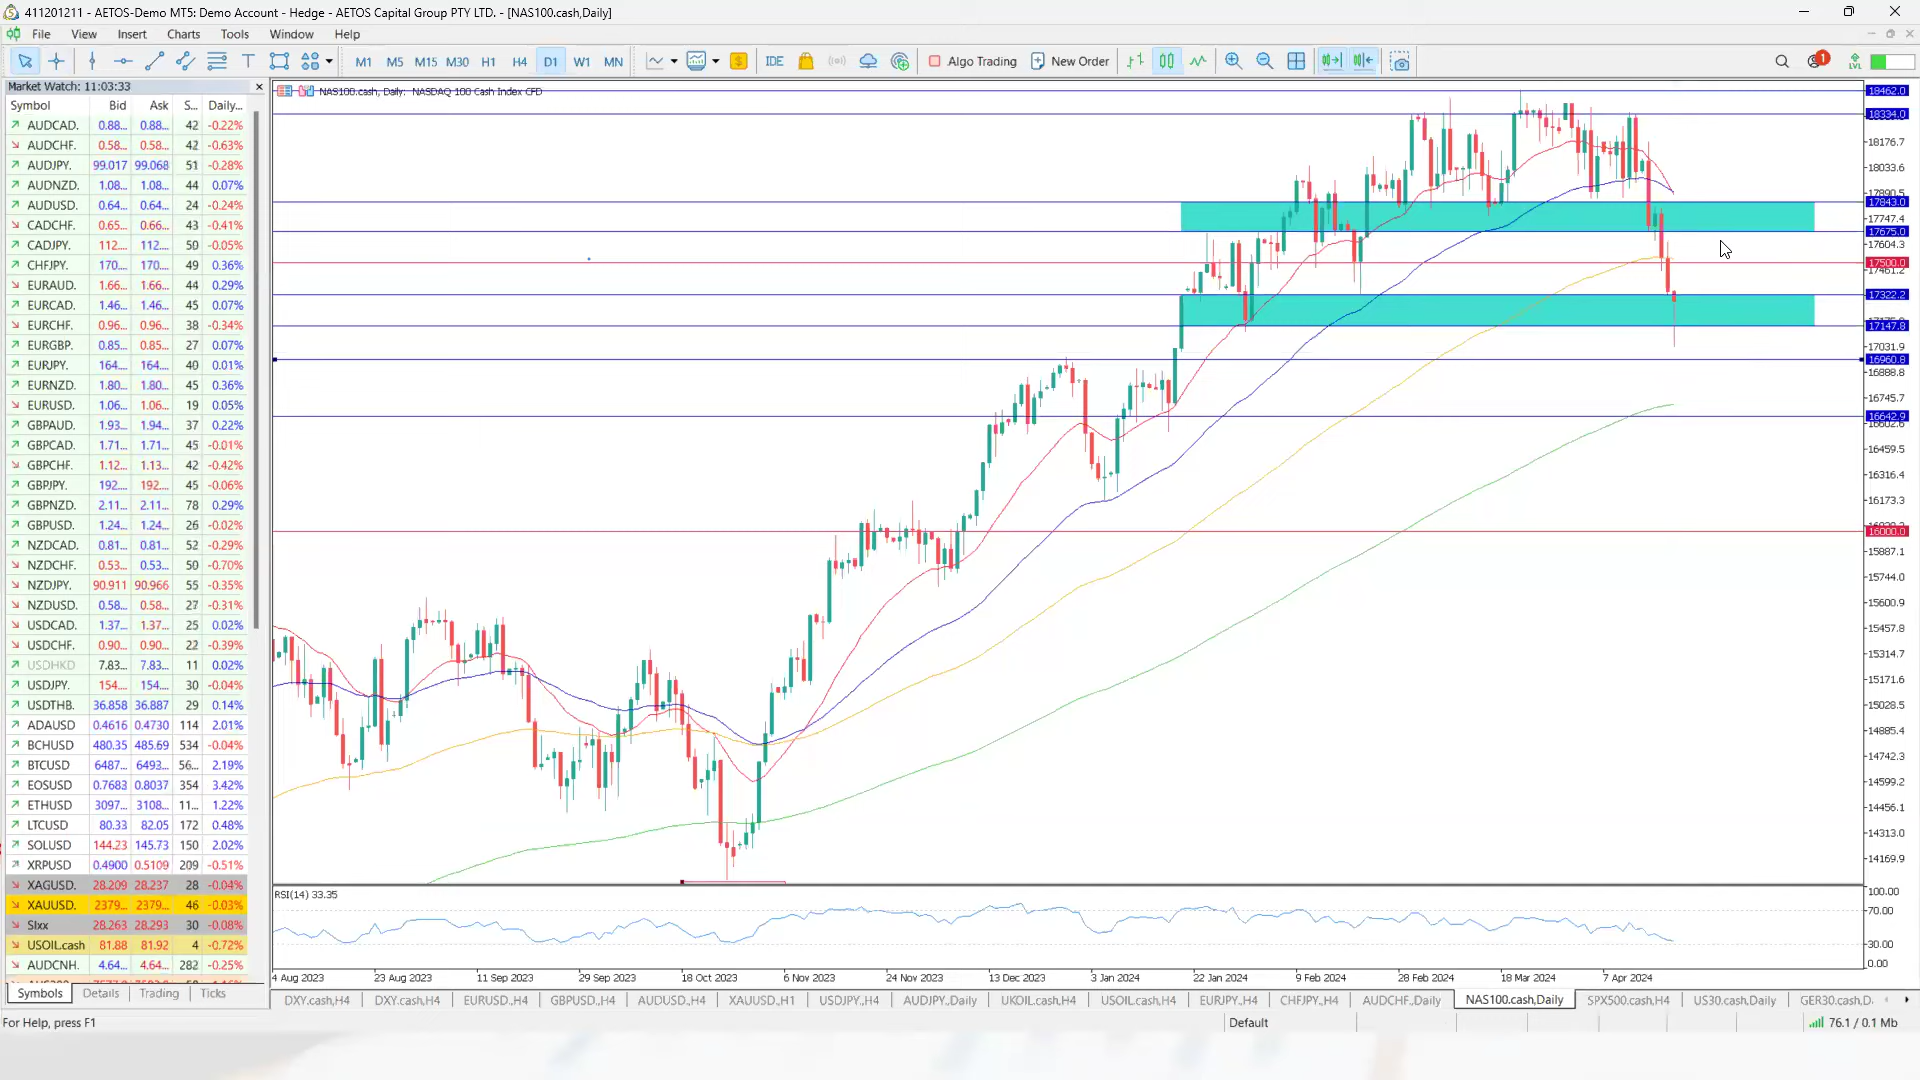 411201211 - AETOS-Demo MT5: Demo Account - Hedge - AETOS Capital Group PTY LTD. - [NAS100.cash,Daily]
File View Insert Charts Tools Window Help
M1 M5 M15 M30 H1 H4 D1 W1 MN IDE Algo Trading New Order 1 LVL
Market Watch: 11:03:33
Symbol Bid Ask S... Daily...
AUDCAD. 0.88... 0.88... 42 -0.22%
AUDCHF. 0.58... 0.58... 42 -0.63%
AUDJPY. 99.017 99.068 51 -0.28%
AUDNZD. 1.08... 1.08... 44 0.07%
AUDUSD. 0.64... 0.64... 24 -0.24%
CADCHF. 0.65... 0.66... 43 -0.41%
CADJPY. 112.... 112.... 50 -0.05%
CHFJPY. 170.... 170.... 49 0.36%
EURAUD. 1.66... 1.66... 44 0.29%
EURCAD. 1.46... 1.46... 45 0.07%
EURCHF. 0.96... 0.96... 38 -0.34%
EURGBP. 0.85... 0.85... 27 0.07%
EURJPY. 164.... 164.... 40 0.01%
EURNZD. 1.80... 1.80... 45 0.36%
EURUSD. 1.06... 1.06... 19 0.05%
GBPAUD. 1.93... 1.94... 37 0.22%
GBPCAD. 1.71... 1.71... 45 -0.01%
GBPCHF. 1.12... 1.13... 42 -0.42%
GBPJPY. 192.... 192.... 45 -0.06%
GBPNZD. 2.11... 2.11... 78 0.29%
GBPUSD. 1.24... 1.24... 26 -0.02%
NZDCAD. 0.81... 0.81... 52 -0.29%
NZDCHF. 0.53... 0.53... 50 -0.70%
NZDJPY. 90.911 90.966 55 -0.35%
NZDUSD. 0.58... 0.58... 27 -0.31%
USDCAD. 1.37... 1.37... 25 0.02%
USDCHF. 0.90... 0.90... 22 -0.39%
USDHKD 7.83... 7.83... 11 0.02%
USDJPY. 154.... 154.... 30 -0.04%
USDTHB. 36.858 36.887 29 0.14%
ADAUSD 0.4616 0.4730 114 2.01%
BCHUSD 480.35 485.69 534 -0.04%
BTCUSD 6487... 6493... 56... 2.19%
EOSUSD 0.7683 0.8037 354 3.42%
ETHUSD 3097... 3108... 11... 1.22%
LTCUSD 80.33 82.05 172 0.48%
SOLUSD 144.23 145.73 150 2.02%
XRPUSD 0.4900 0.5109 209 -0.51%
XAGUSD. 28.209 28.237 28 -0.04%
XAUUSD. 2379... 2379... 46 -0.03%
SIxx 28.263 28.293 30 -0.08%
USOIL.cash 81.88 81.92 4 -0.72%
AUDCNH. 4.64... 4.64... 282 -0.25%
Symbols Details Trading Ticks
NAS100.cash, Daily: NASDAQ 100 Cash Index CFD
18462.0
18334.0
18176.7
18033.6
17890.5
17843.0
17747.4
17675.0
17604.3
17500.0
17461.2
17322.2
17147.8
17031.9
16960.8
16888.8
16745.7
16642.9
16602.6
16459.5
16316.4
16173.3
16000.0
15887.1
15744.0
15600.9
15457.8
15314.7
15171.6
15028.5
14885.4
14742.3
14599.2
14456.1
14313.0
14169.9
RSI(14) 33.35
100.00
70.00
30.00
0.00
4 Aug 2023 23 Aug 2023 11 Sep 2023 29 Sep 2023 18 Oct 2023 6 Nov 2023 24 Nov 2023 13 Dec 2023 3 Jan 2024 22 Jan 2024 9 Feb 2024 28 Feb 2024 18 Mar 2024 7 Apr 2024
DXY.cash,H4 DXY.cash,H4 EURUSD.,H4 GBPUSD.,H4 AUDUSD.,H4 XAUUSD.,H1 USDJPY.,H4 AUDJPY.,Daily UKOIL.cash,H4 USOIL.cash,H4 EURJPY.,H4 CHFJPY.,H4 AUDCHF.,Daily NAS100.cash,Daily SPX500.cash,H4 US30.cash,Daily GER30.cash,D.
For Help, press F1 Default 76.1 / 0.1 Mb